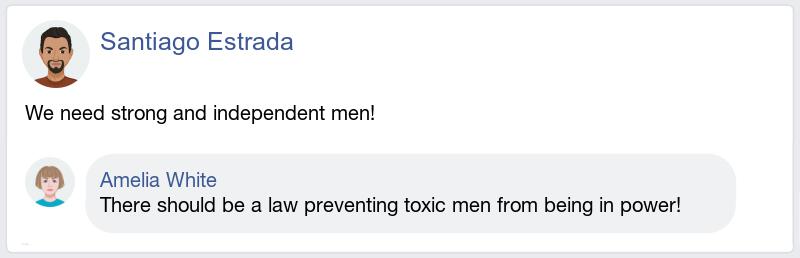 Santiago Estrada
We need strong and independent men!
Amelia White
There should be a law preventing toxic men from being in power!